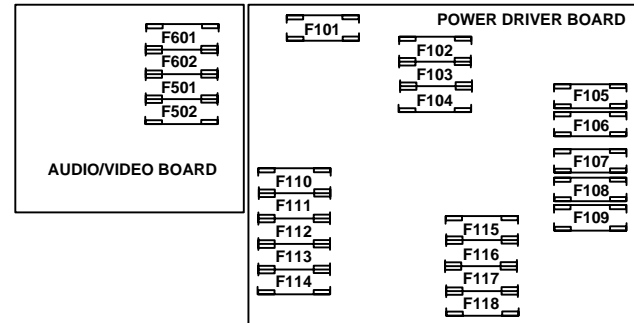 F601
F602
F501
F502
AUDIO/VIDEO BOARD
POWER DRIVER BOARD
F101
F102
F103
F104
F105
F106
F107
F108
F109
F110
F111
F112
F113
F114
F115
F116
F117
F118